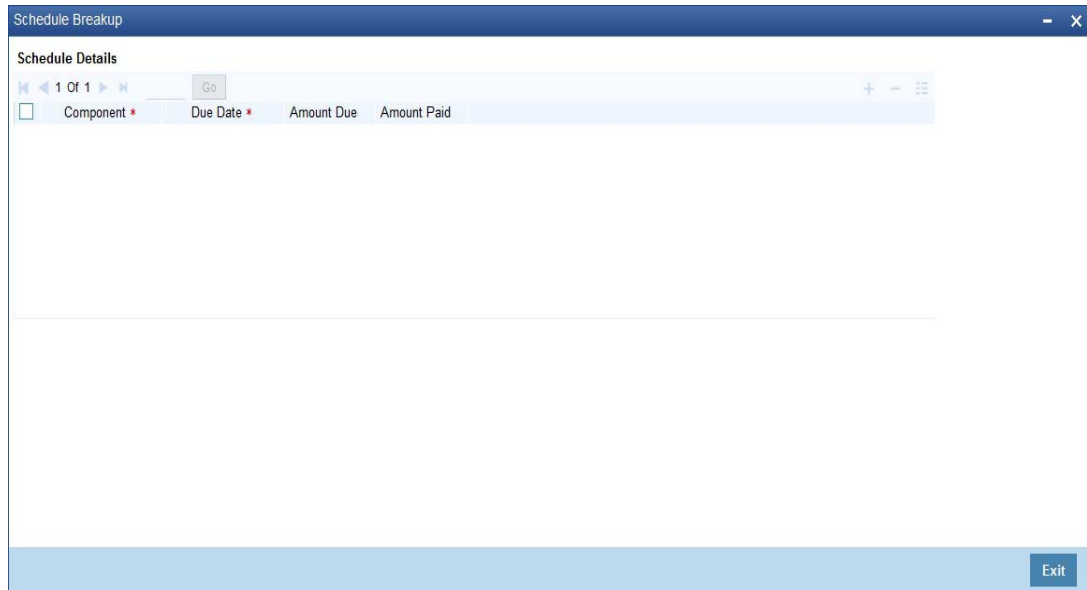 Schedule Breakup
Schedule Details
1 Of 1 Go
Component * Due Date * Amount Due Amount Paid
Exit